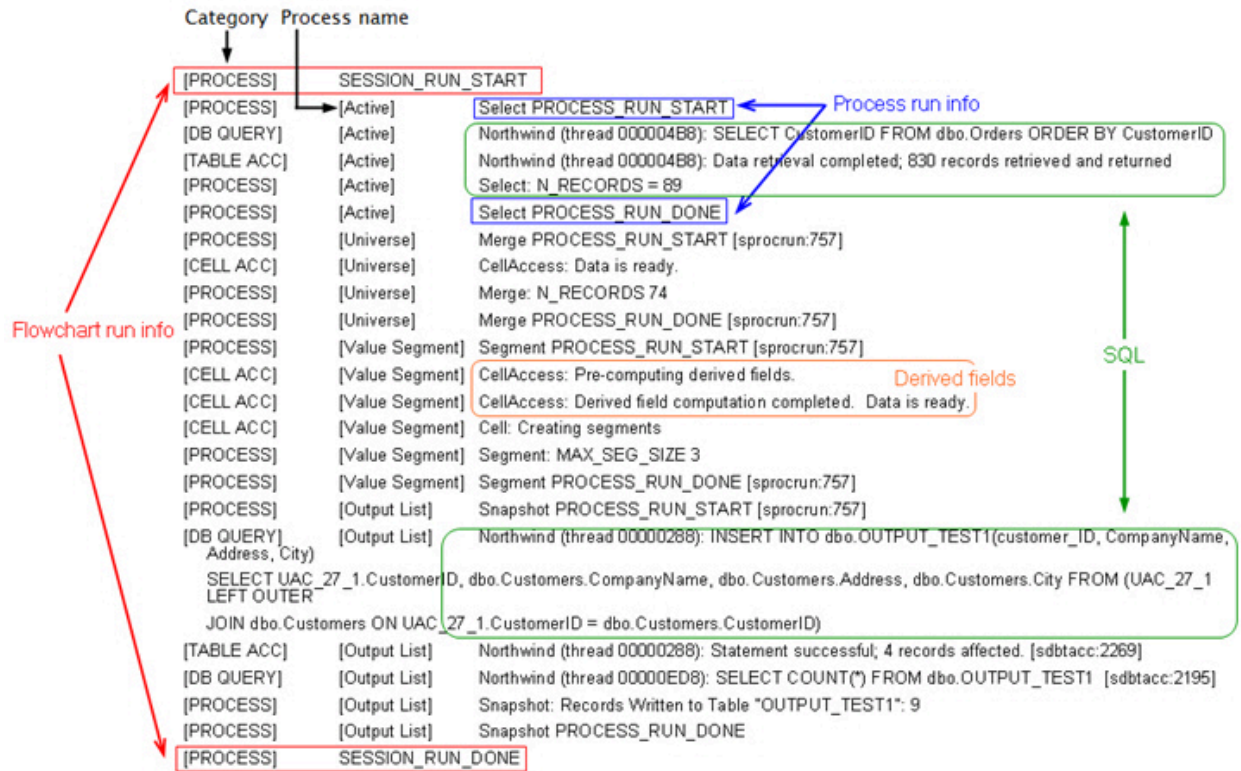 Category Process name
[PROCESS] SESSION_RUN_START
[PROCESS] [Active] Select PROCESS_RUN_START Process run info
[DB QUERY] [Active] Northwind (thread 000004B8): SELECT CustomerID FROM dbo.Orders ORDER BY CustomerID
[TABLE ACC] [Active] Northwind (thread 000004B8): Data retrieval completed; 830 records retrieved and returned
[PROCESS] [Active] Select: N_RECORDS = 89
[PROCESS] [Active] Select PROCESS_RUN_DONE
[PROCESS] [Universe] Merge PROCESS_RUN_START [sprocrun:757]
[CELL ACC] [Universe] CellAccess: Data is ready.
[PROCESS] [Universe] Merge: N_RECORDS 74
[PROCESS] [Universe] Merge PROCESS_RUN_DONE [sprocrun:757]
Flowchart run info
[PROCESS] [Value Segment] Segment PROCESS_RUN_START [sprocrun:757]
SQL
[CELL ACC] [Value Segment] CellAccess: Pre-computing derived fields. Derived fields
[CELL ACC] [Value Segment] CellAccess: Derived field computation completed. Data is ready.
[CELL ACC] [Value Segment] Cell: Creating segments
[PROCESS] [Value Segment] Segment: MAX_SEG_SIZE 3
[PROCESS] [Value Segment] Segment PROCESS_RUN_DONE [sprocrun:757]
[PROCESS] [Output List] Snapshot PROCESS_RUN_START [sprocrun:757]
[DB QUERY] [Output List] Northwind (thread 00000288): INSERT INTO dbo.OUTPUT_TEST1(customer_ID, CompanyName,
Address, City)
SELECT UAC_27_1.CustomerID, dbo.Customers.CompanyName, dbo.Customers.Address, dbo.Customers.City FROM (UAC_27_1
LEFT OUTER
JOIN dbo.Customers ON UAC_27_1.CustomerID = dbo.Customers.CustomerID)
[TABLE ACC] [Output List] Northwind (thread 00000288): Statement successful; 4 records affected. [sdbtacc:2269]
[DB QUERY] [Output List] Northwind (thread 00000ED8): SELECT COUNT(*) FROM dbo.OUTPUT_TEST1 [sdbtacc:2195]
[PROCESS] [Output List] Snapshot: Records Written to Table "OUTPUT_TEST1": 9
[PROCESS] [Output List] Snapshot PROCESS_RUN_DONE
[PROCESS] SESSION_RUN_DONE